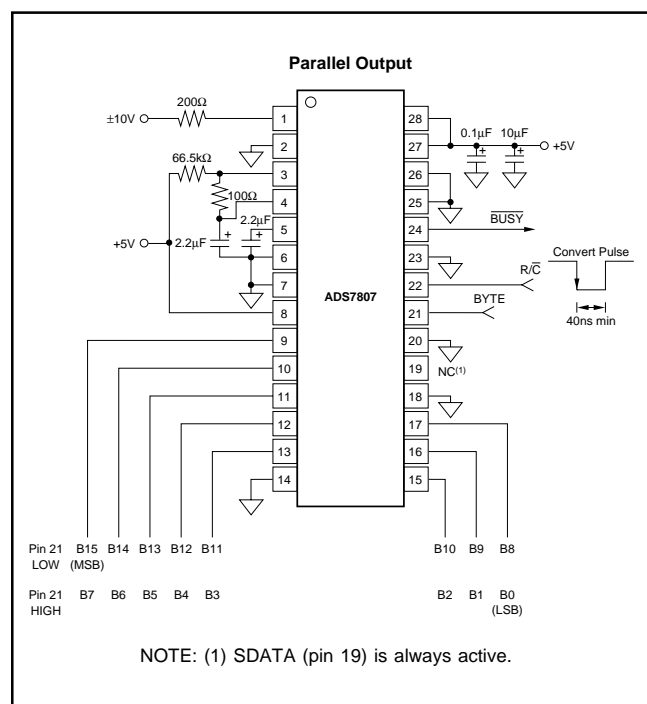 Parallel Output
200Ω
±10V
1
28
0.1µF
10µF
+
+
+5V
2
27
66.5kΩ
3
26
100Ω
4
25
2.2µF
BUSY
5
24
+5V
2.2µF
+
+
6
23
Convert Pulse
R/C
7
22
ADS7807
BYTE
8
21
40ns min
9
20
NC(1)
10
19
11
18
12
17
13
16
14
15
Pin 21 B15 B14 B13 B12 B11 B10 B9 B8
LOW (MSB)
Pin 21 B7 B6 B5 B4 B3 B2 B1 B0
HIGH (LSB)
NOTE: (1) SDATA (pin 19) is always active.